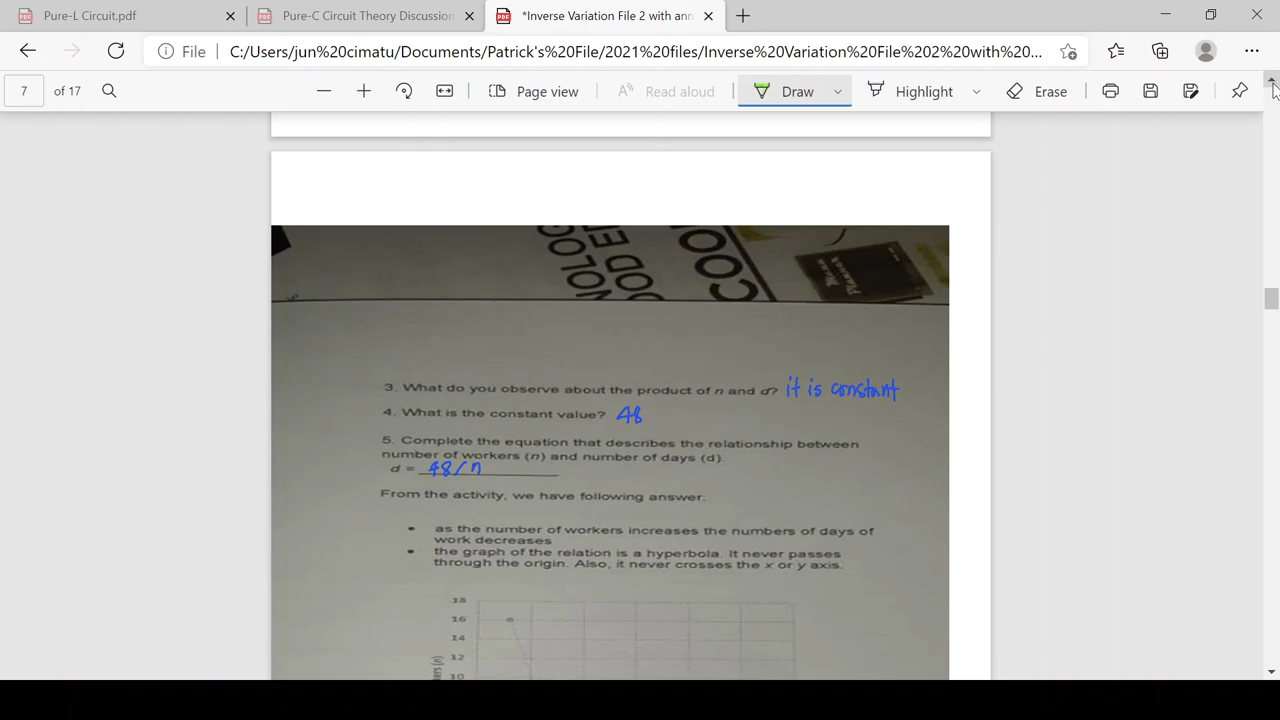 Pure-L Circuit.pdf
Pure-C Circuit Theory Discussion
*Inverse Variation File 2 with ann
File
C:/Users/jun%20cimatu/Documents/Patrick's%20File/2021%20files/Inverse%20Variation%20File%202%20with%20...
7 of 17
Page view
Read aloud
Draw
Highlight
Erase
NOLOG
OOD E
COO
3. What do you observe about the product of n and d? it is constant
4. What is the constant value? 48
5. Complete the equation that describes the relationship between
number of workers (n) and number of days (d).
d = 48/n
From the activity, we have following answer:
• as the number of workers increases the numbers of days of
work decreases
• the graph of the relation is a hyperbola. It never passes
through the origin. Also, it never crosses the x or y axis.
18
16
14
12
10